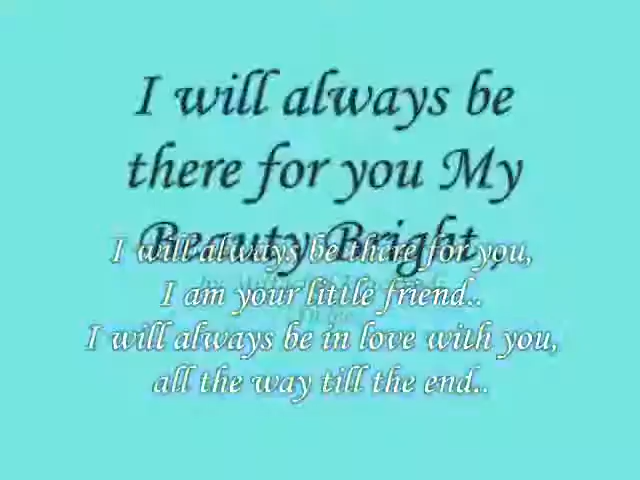 I will always be
there for you My
Beauty Bright,
I will always be there for you,
I am your little friend..
I will always be in love with you,
all the way till the end..